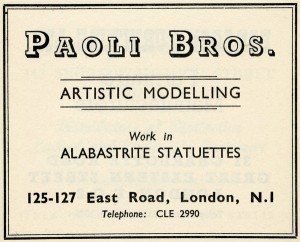 PAOLI BROS.
ARTISTIC MODELLING
Work in
ALABASTRITE STATUETTES
125-127 East Road, London, N.1
Telephone: CLE 2990